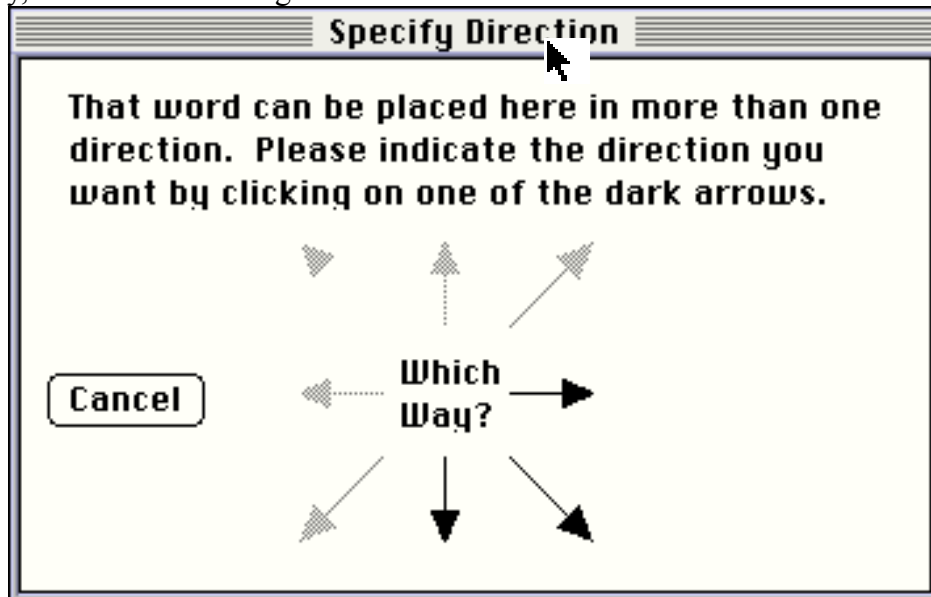 Specify Direction
That word can be placed here in more than one
direction. Please indicate the direction you
want by clicking on one of the dark arrows.
Which
Way?
Cancel